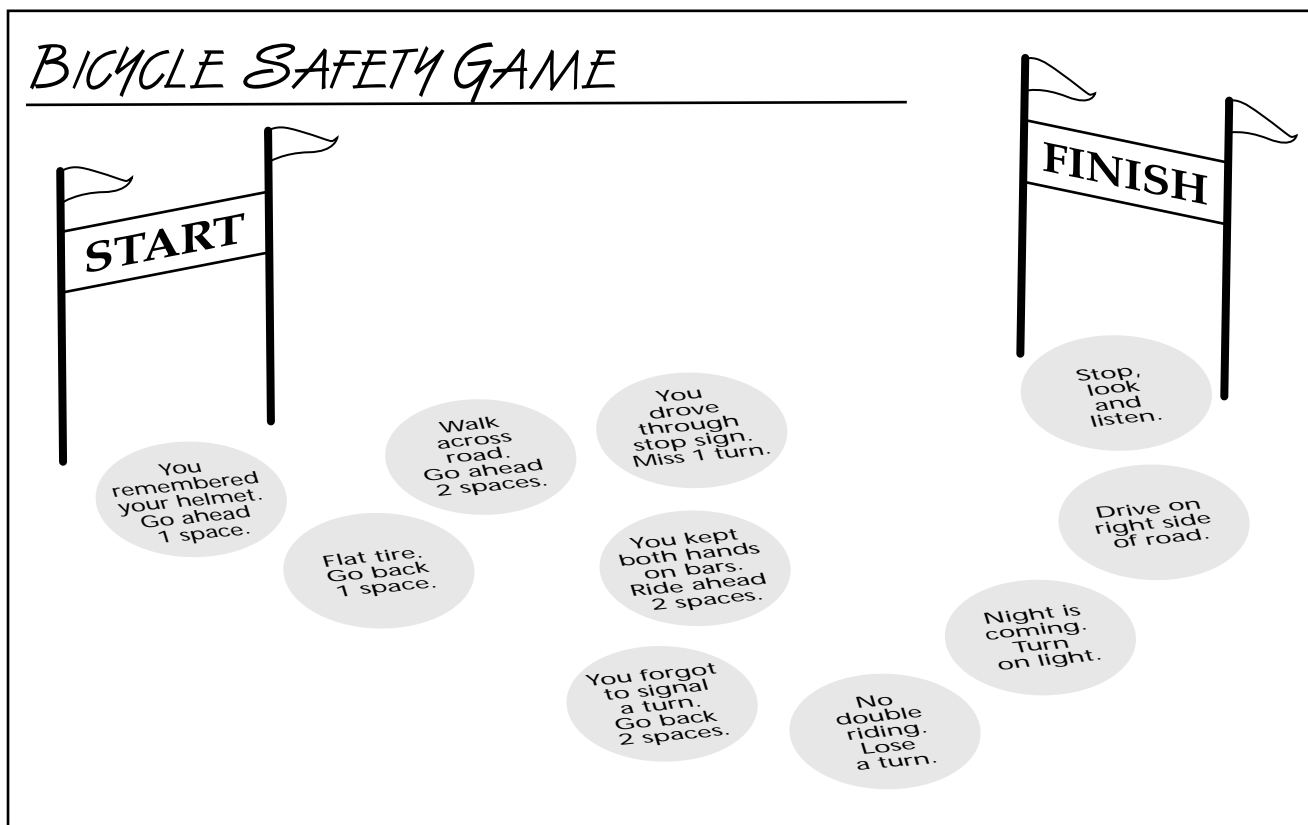 BICYCLE SAFETY GAME
START
FINISH
You
remembered
your helmet.
Go ahead
1 space.
Flat tire.
Go back
1 space.
Walk
across
road.
Go ahead
2 spaces.
You
drove
through
stop sign.
Miss 1 turn.
You kept
both hands
on bars.
Ride ahead
2 spaces.
You forgot
to signal
a turn.
Go back
2 spaces.
No
double
riding.
Lose
a turn.
Night is
coming.
Turn
on light.
Drive on
right side
of road.
Stop,
look
and
listen.